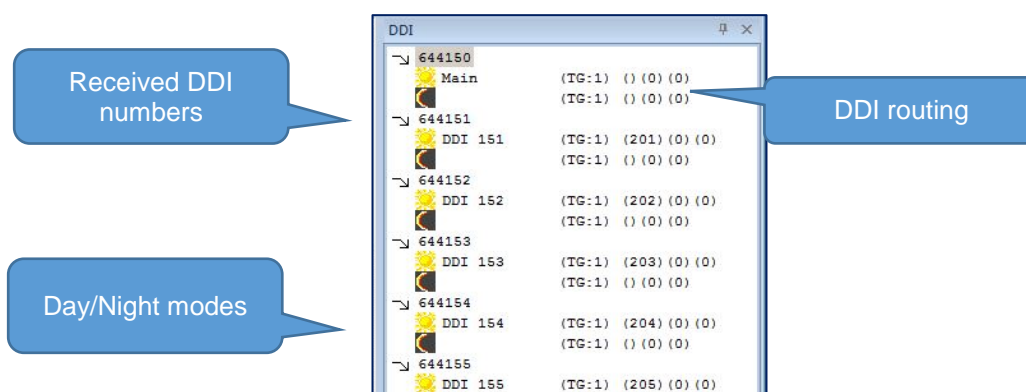 DDI
644150
Main (TG:1) ()(0)(0)
(TG:1) ()(0)(0)
644151
DDI 151 (TG:1) (201)(0)(0)
(TG:1) ()(0)(0)
644152
DDI 152 (TG:1) (202)(0)(0)
(TG:1) ()(0)(0)
644153
DDI 153 (TG:1) (203)(0)(0)
(TG:1) ()(0)(0)
644154
DDI 154 (TG:1) (204)(0)(0)
(TG:1) ()(0)(0)
644155
DDI 155 (TG:1) (205)(0)(0)
Received DDI
numbers
DDI routing
Day/Night modes